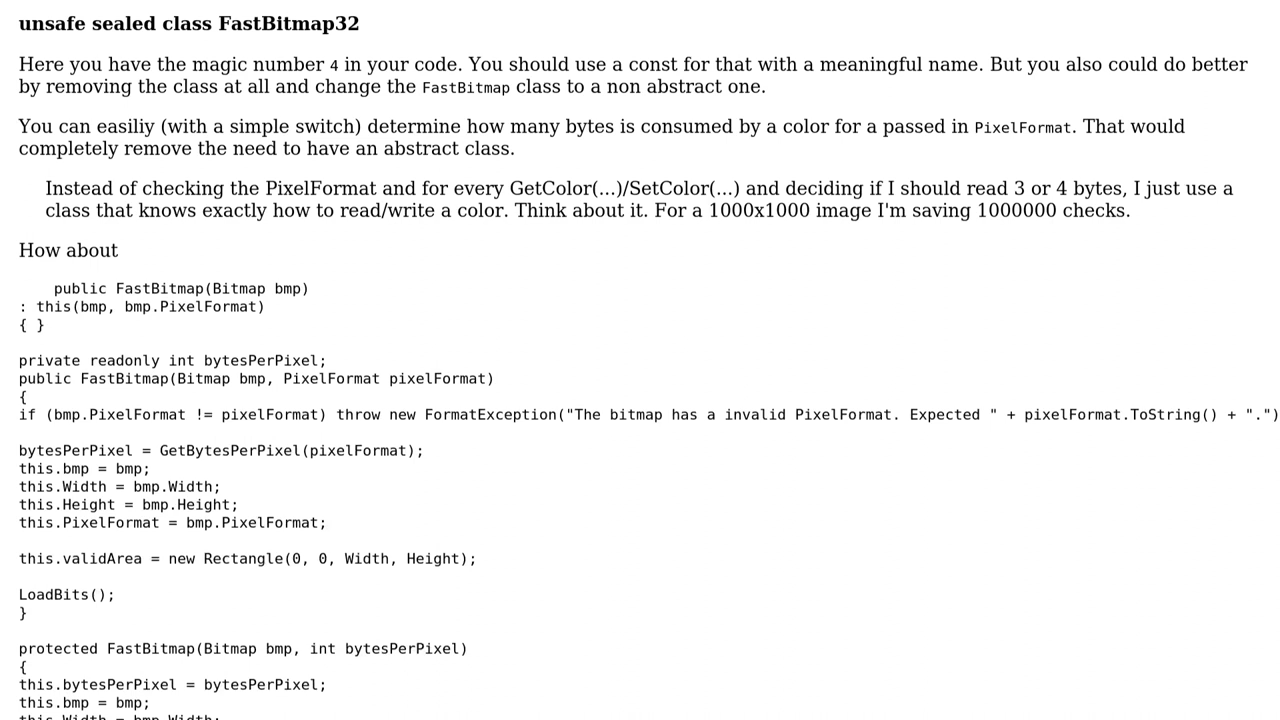 unsafe sealed class FastBitmap32
Here you have the magic number 4 in your code. You should use a const for that with a meaningful name. But you also could do better
by removing the class at all and change the FastBitmap class to a non abstract one.
You can easiliy (with a simple switch) determine how many bytes is consumed by a color for a passed in PixelFormat. That would
completely remove the need to have an abstract class.
Instead of checking the PixelFormat and for every GetColor(...)/SetColor(...) and deciding if I should read 3 or 4 bytes, I just use a
class that knows exactly how to read/write a color. Think about it. For a 1000x1000 image I'm saving 1000000 checks.
How about
public FastBitmap(Bitmap bmp)
: this(bmp, bmp.PixelFormat)
{ }
private readonly int bytesPerPixel;
public FastBitmap(Bitmap bmp, PixelFormat pixelFormat)
{
if (bmp.PixelFormat != pixelFormat) throw new FormatException("The bitmap has a invalid PixelFormat. Expected " + pixelFormat.ToString() + ".")
bytesPerPixel = GetBytesPerPixel(pixelFormat);
this.bmp = bmp;
this.Width = bmp.Width;
this.Height = bmp.Height;
this.PixelFormat = bmp.PixelFormat;
this.validArea = new Rectangle(0, 0, Width, Height);
LoadBits();
}
protected FastBitmap(Bitmap bmp, int bytesPerPixel)
{
this.bytesPerPixel = bytesPerPixel;
this.bmp = bmp;
this.Width = bmp.Width;